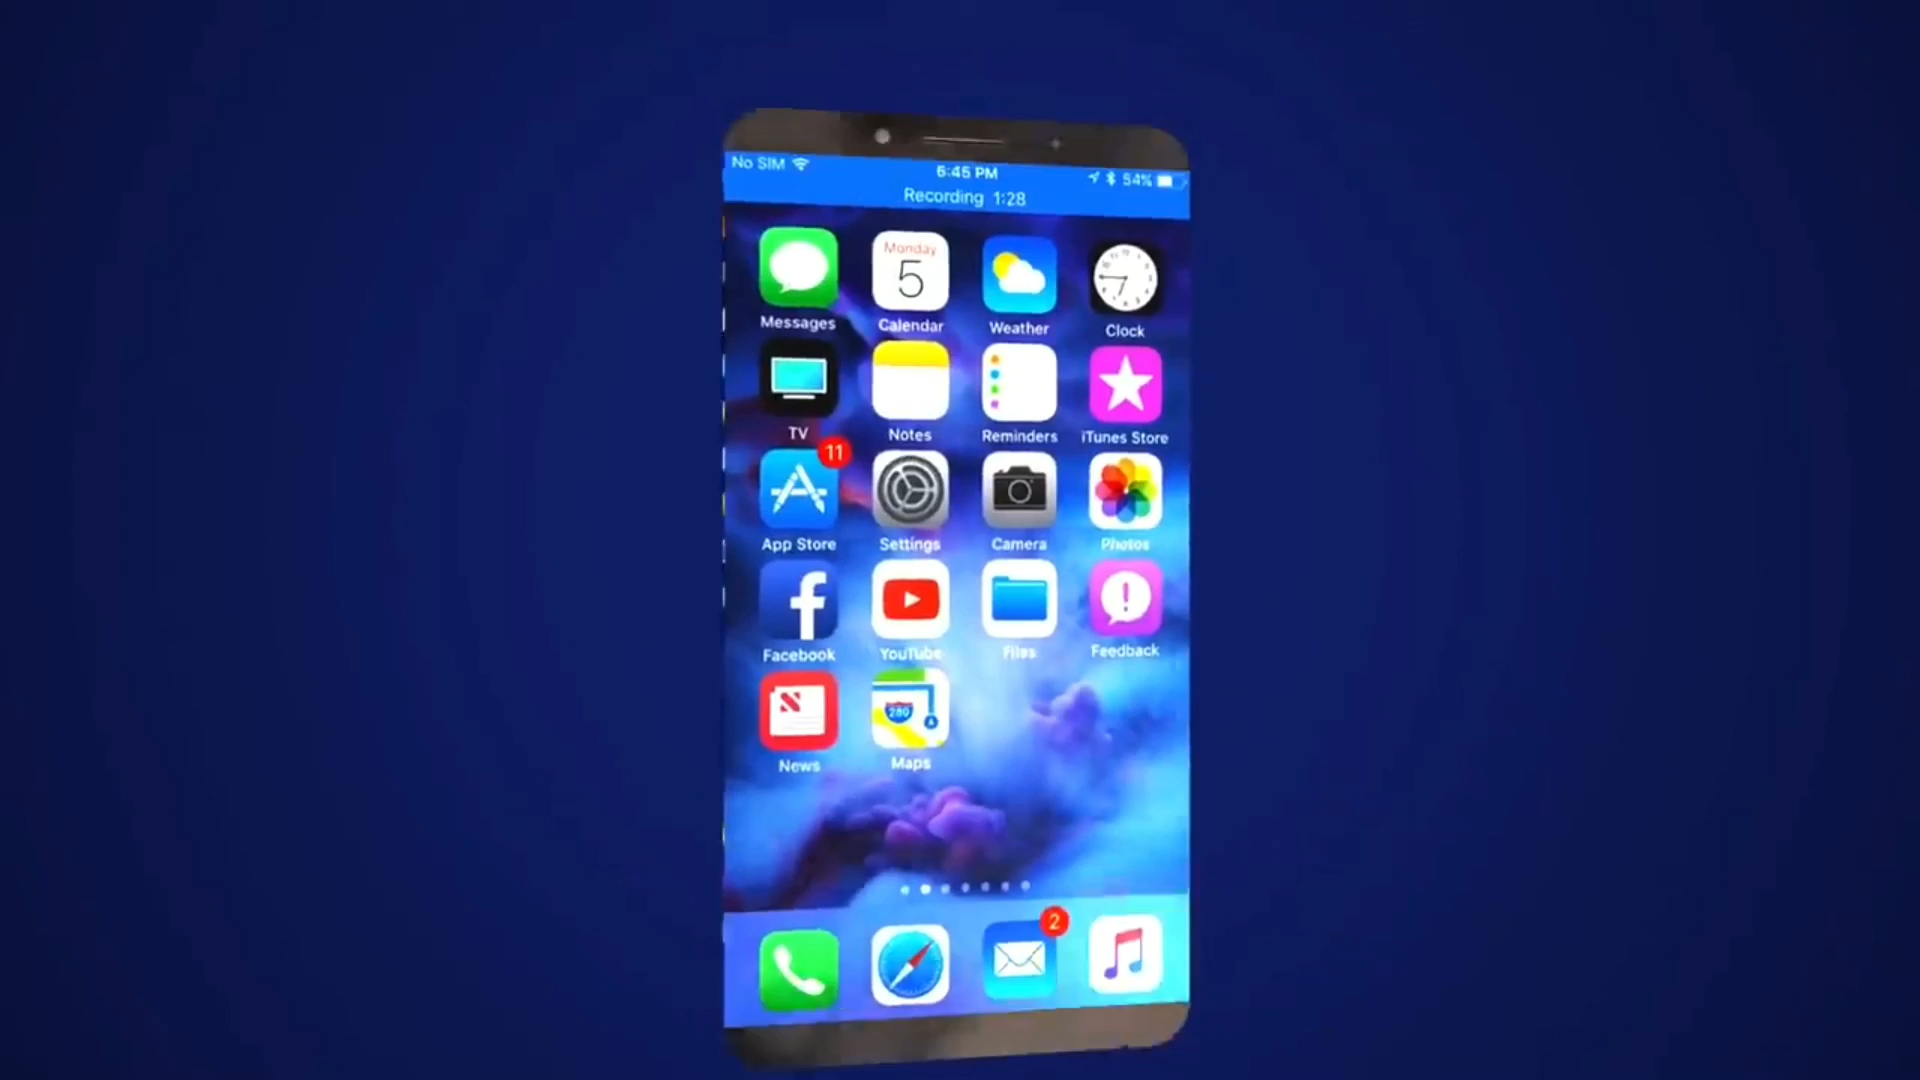 No SIM 6:45 PM 54%
Recording 1:28
Monday
5
Messages Calendar Weather Clock
TV Notes Reminders iTunes Store
11
App Store Settings Camera Photos
Facebook YouTube Files Feedback
280
News Maps
2